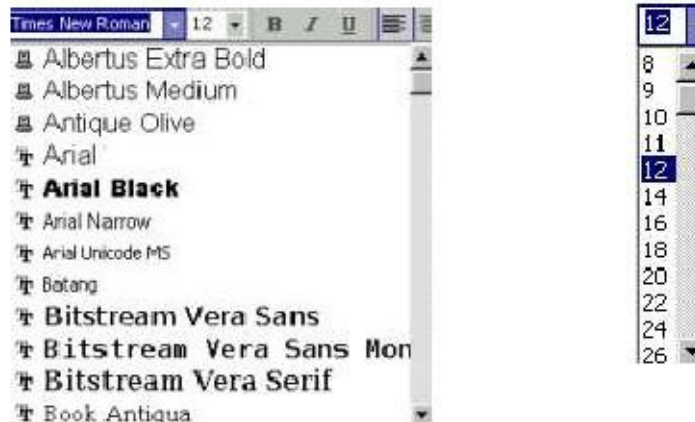 Times New Roman 12 B I U
Albertus Extra Bold
Albertus Medium
Antique Olive
Arial
Arial Black
Arial Narrow
Arial Unicode MS
Batang
Bitstream Vera Sans
Bitstream Vera Sans Mon
Bitstream Vera Serif
Book Antiqua
12
8
9
10
11
12
14
16
18
20
22
24
26